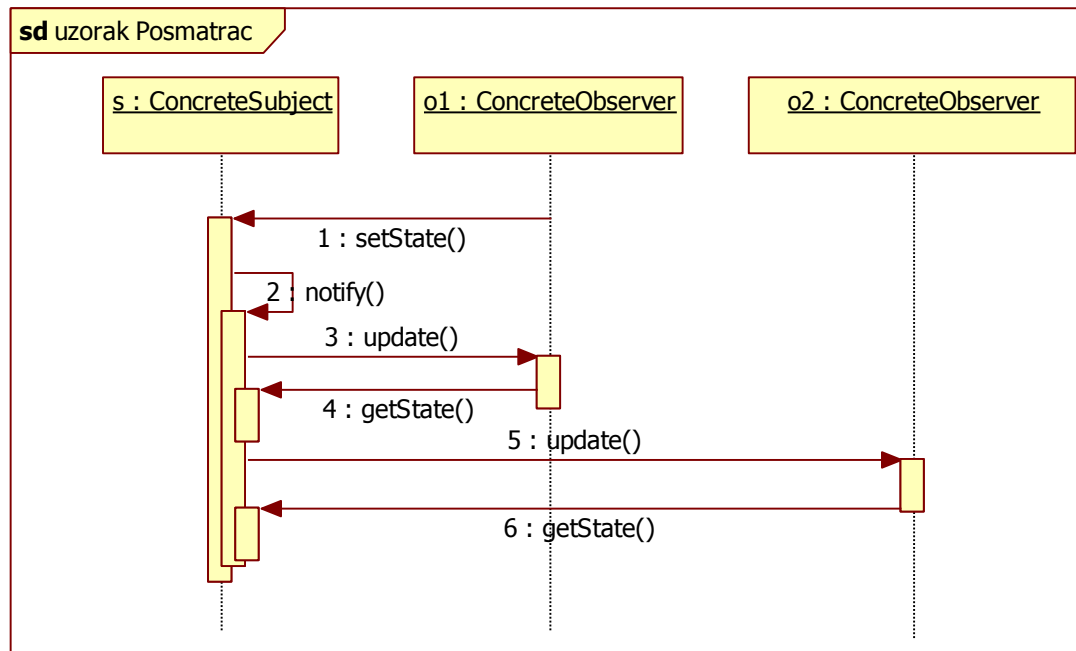 sd uzorak Posmatrac
s : ConcreteSubject
o1 : ConcreteObserver
o2 : ConcreteObserver
1 : setState()
2 : notify()
3 : update()
4 : getState()
5 : update()
6 : getState()